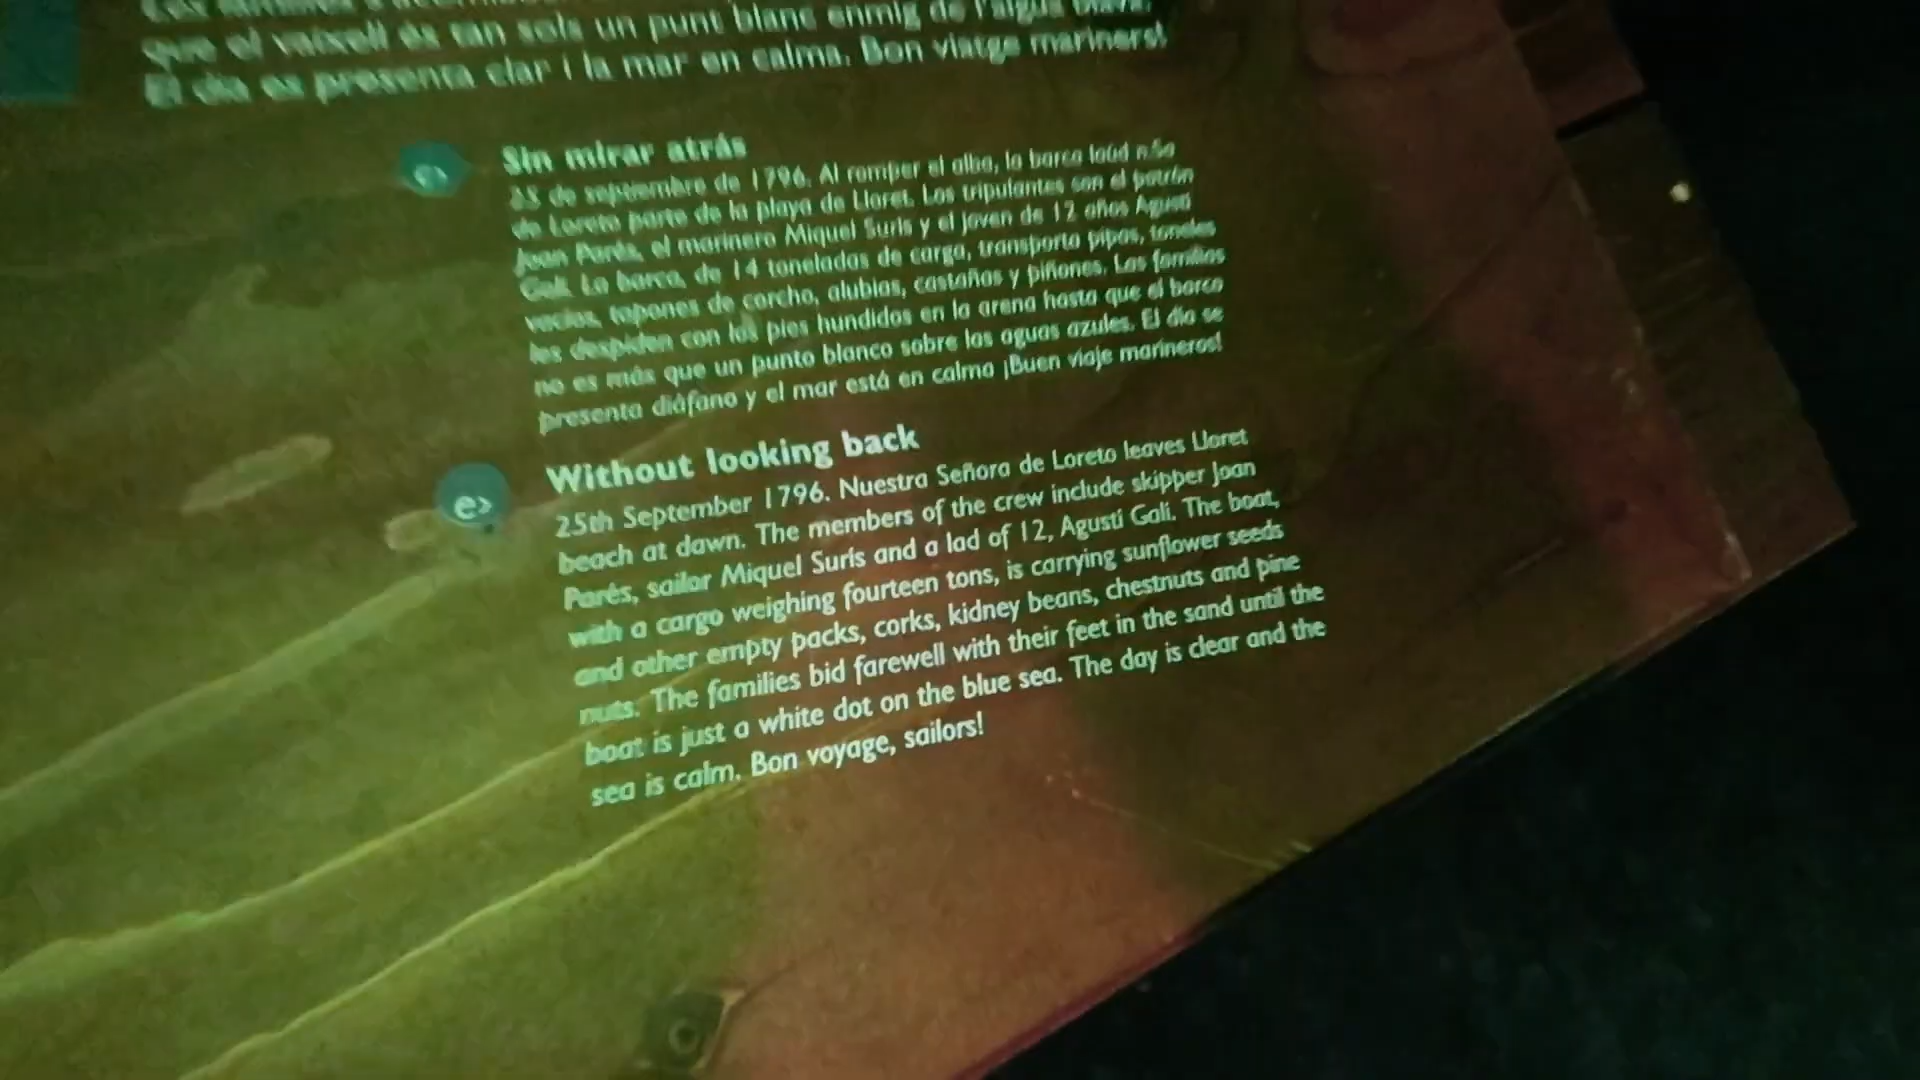 que el vaixell és tan sols un punt blanc enmig de l'aigua blava.
El dia es presenta clar i la mar en calma. Bon viatge mariners!
Sin mirar atrás
25 de septiembre de 1796. Al romper el alba, la barca laúd n.Sa
de Loreto parte de la playa de Lloret. Los tripulantes son el patrón
Joan Parés, el marinero Miquel Surís y el joven de 12 años Agustí
Galí. La barca, de 14 toneladas de carga, transporta pipas, toneles
vacíos, tapones de corcho, alubias, castañas y piñones. Las familias
les despiden con los pies hundidos en la arena hasta que el barco
no es más que un punto blanco sobre las aguas azules. El día se
presenta diáfano y el mar está en calma ¡Buen viaje marineros!
e>
Without looking back
25th September 1796. Nuestra Señora de Loreto leaves Lloret
beach at dawn. The members of the crew include skipper Joan
Parés, sailor Miquel Surís and a lad of 12, Agustí Galí. The boat,
with a cargo weighing fourteen tons, is carrying sunflower seeds
and other empty packs, corks, kidney beans, chestnuts and pine
nuts. The families bid farewell with their feet in the sand until the
boat is just a white dot on the blue sea. The day is clear and the
sea is calm. Bon voyage, sailors!